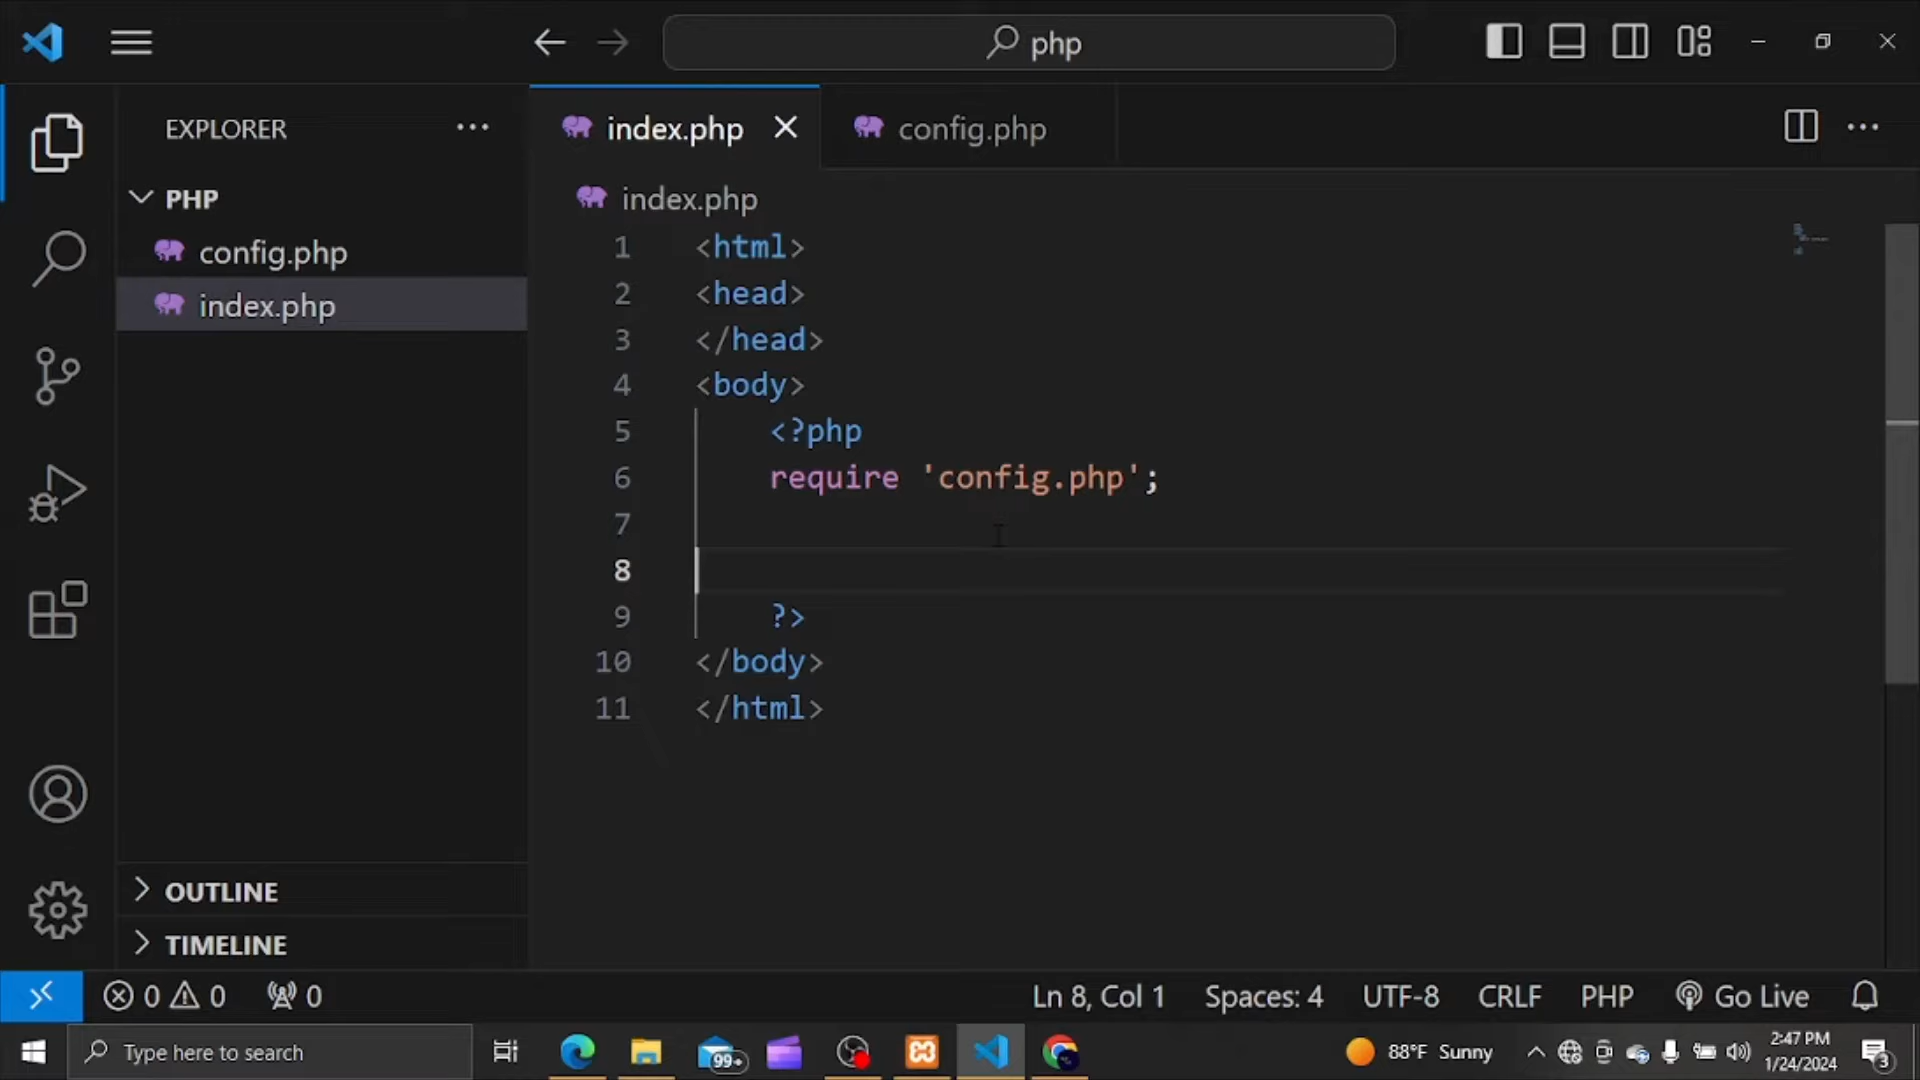 php
EXPLORER
index.php
config.php
PHP
config.php
index.php
index.php
1 <html>
2 <head>
3 </head>
4 <body>
5 <?php
6 require 'config.php';
7
8
9 ?>
10 </body>
11 </html>
OUTLINE
TIMELINE
0 0 0 Ln 8, Col 1 Spaces: 4 UTF-8 CRLF PHP Go Live
Type here to search 99+ 88°F Sunny 2:47 PM
1/24/2024 3